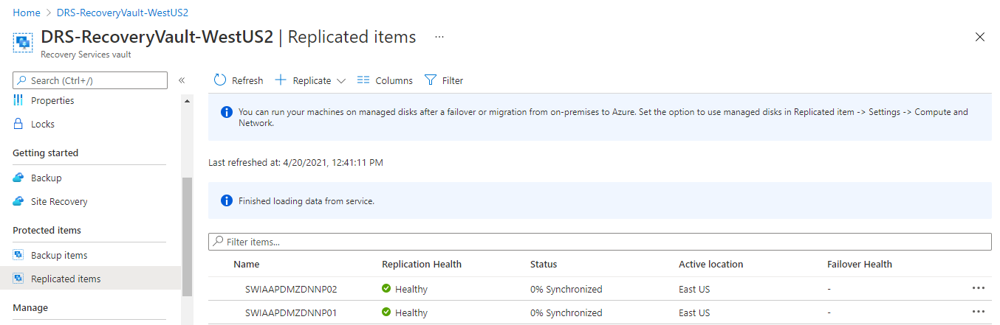 Home > DRS-RecoveryVault-WestUS2
DRS-RecoveryVault-WestUS2 | Replicated items ...
Recovery Services vault
Search (Ctrl+/) «
Properties
Locks
Getting started
Backup
Site Recovery
Protected items
Backup items
Replicated items
Manage
Refresh Replicate Columns Filter
You can run your machines on managed disks after a failover or migration from on-premises to Azure. Set the option to use managed disks in Replicated item -> Settings -> Compute and
Network.
Last refreshed at: 4/20/2021, 12:41:11 PM
Finished loading data from service.
Filter items...
Name Replication Health Status Active location Failover Health
SWIAAPDMZDNNP02 Healthy 0% Synchronized East US - ...
SWIAAPDMZDNNP01 Healthy 0% Synchronized East US - ...